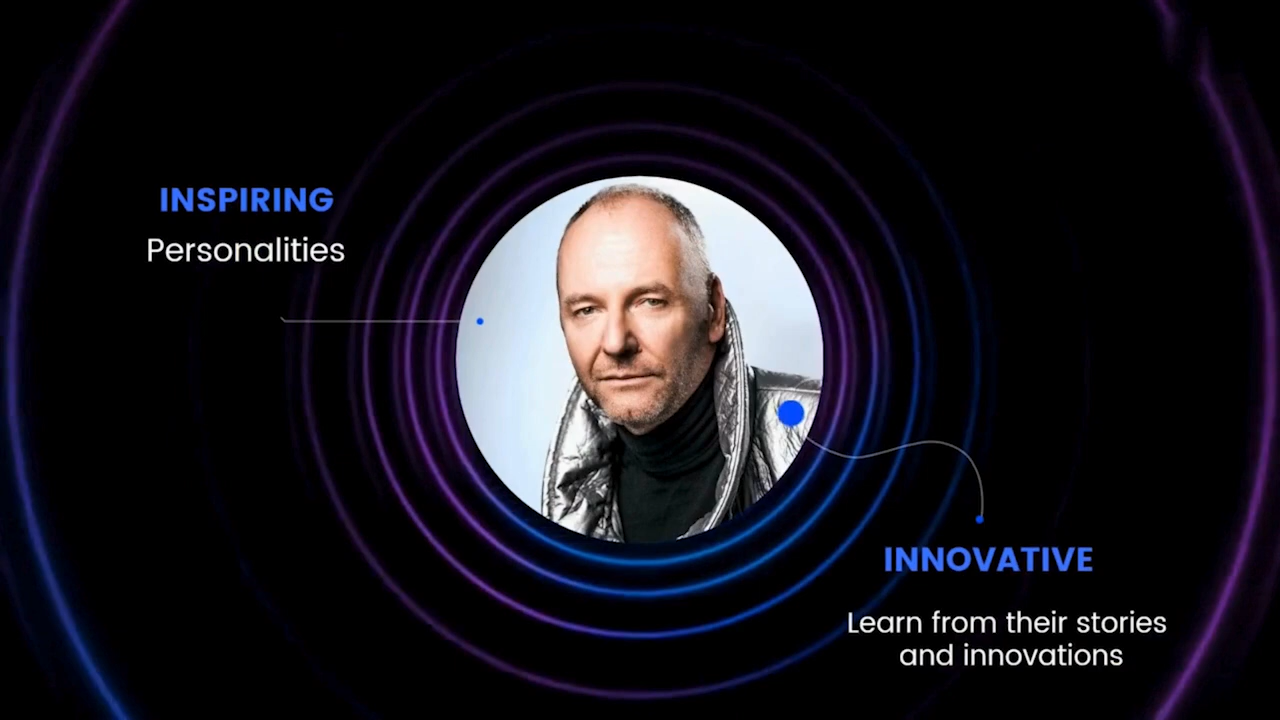 INSPIRING
Personalities
INNOVATIVE
Learn from their stories
and innovations